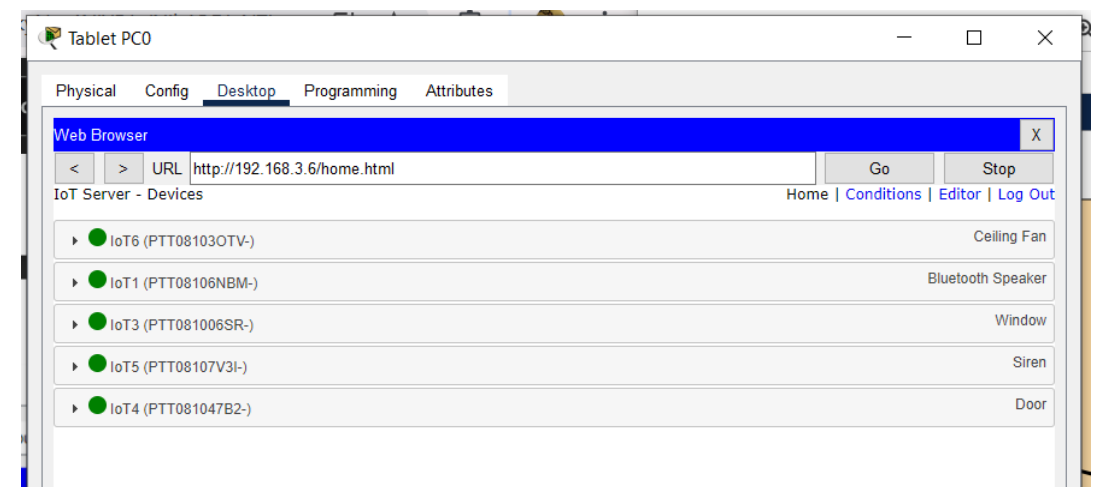 Tablet PC0
Physical Config Desktop Programming Attributes
Web Browser X
< > URL http://192.168.3.6/home.html Go Stop
IoT Server - Devices Home | Conditions | Editor | Log Out
IoT6 (PTT08103OTV-) Ceiling Fan
IoT1 (PTT08106NBM-) Bluetooth Speaker
IoT3 (PTT081006SR-) Window
IoT5 (PTT08107V3I-) Siren
IoT4 (PTT081047B2-) Door